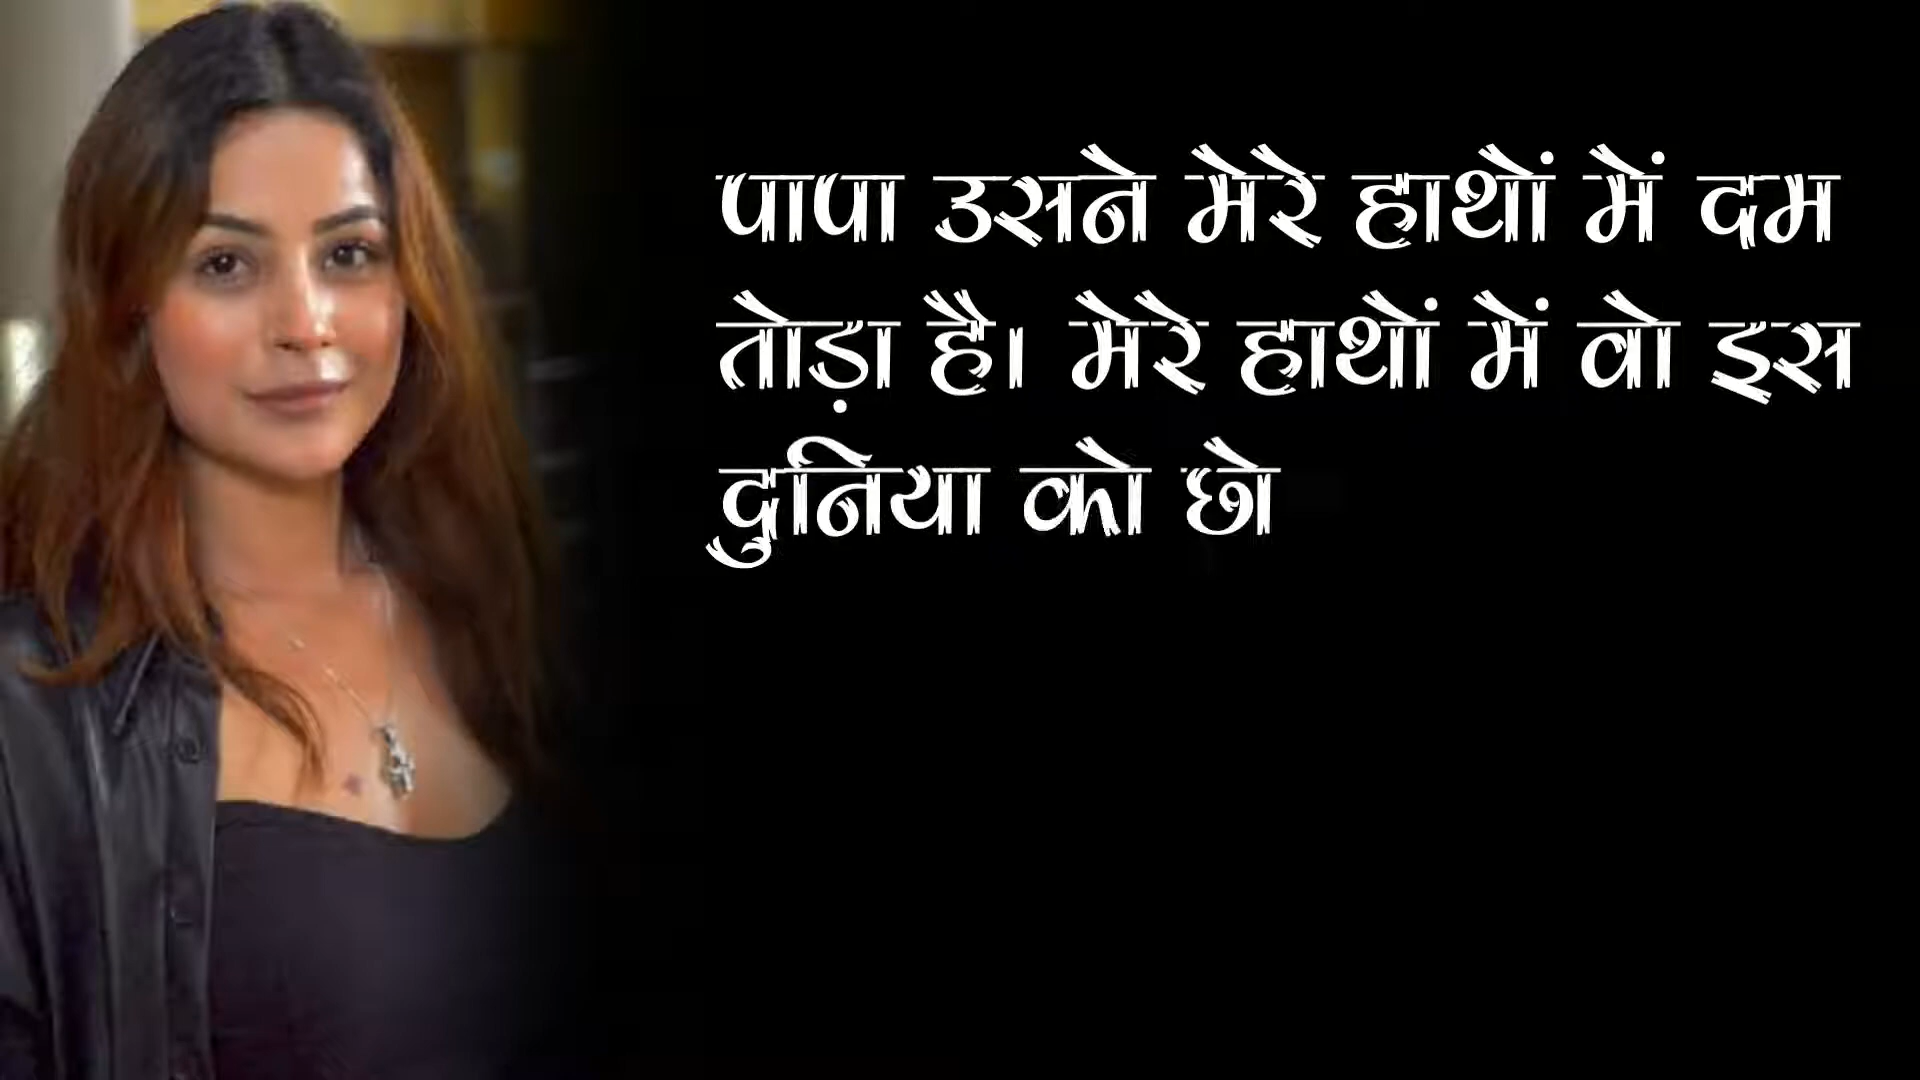 पापा उसने मेरे हाथों में दम
तोड़ा है। मेरे हाथों में वो इस
दुनिया को छो